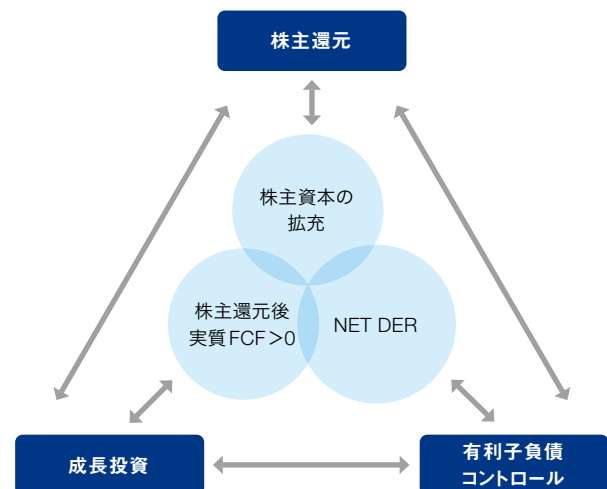 株主還元
株主資本の
拡充
株主還元後
実質FCF>0
NET DER
成長投資
有利子負債
コントロール